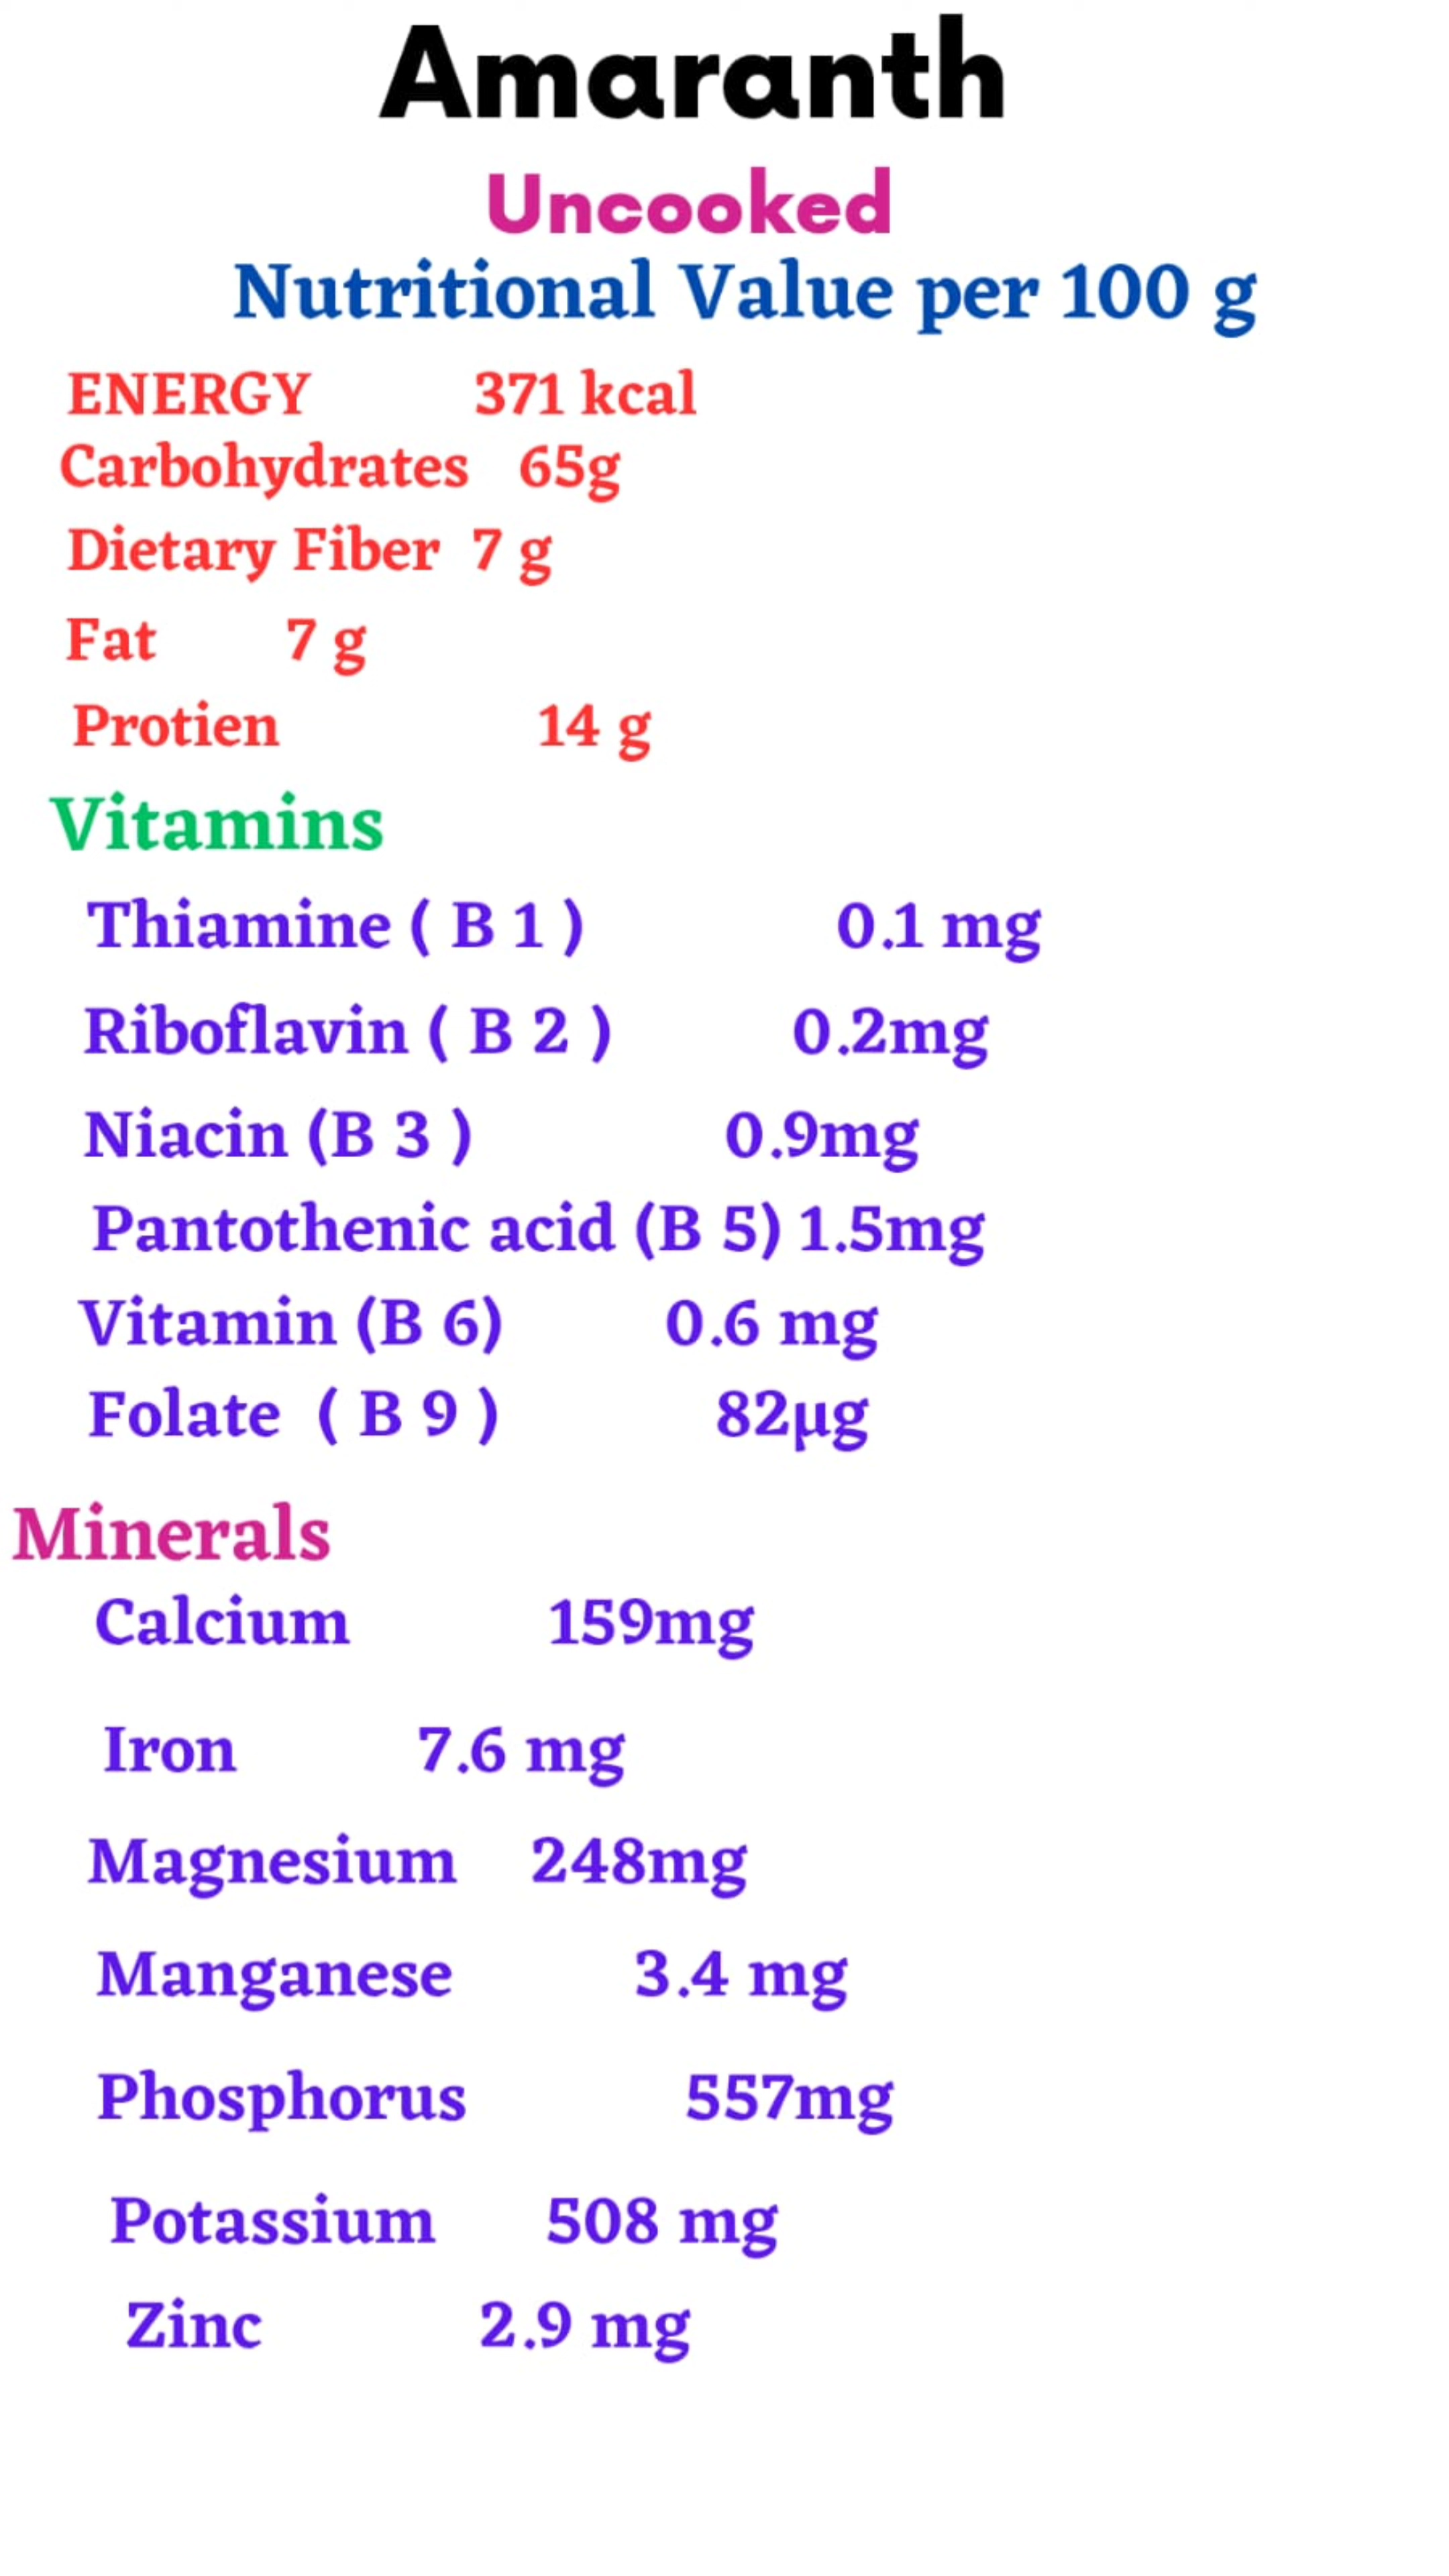 Amaranth
Uncooked
Nutritional Value per 100 g
ENERGY 371 kcal
Carbohydrates 65g
Dietary Fiber 7 g
Fat 7 g
Protien 14 g
Vitamins
Thiamine ( B 1 ) 0.1 mg
Riboflavin ( B 2 ) 0.2mg
Niacin (B 3 ) 0.9mg
Pantothenic acid (B 5) 1.5mg
Vitamin (B 6) 0.6 mg
Folate ( B 9 ) 82µg
Minerals
Calcium 159mg
Iron 7.6 mg
Magnesium 248mg
Manganese 3.4 mg
Phosphorus 557mg
Potassium 508 mg
Zinc 2.9 mg